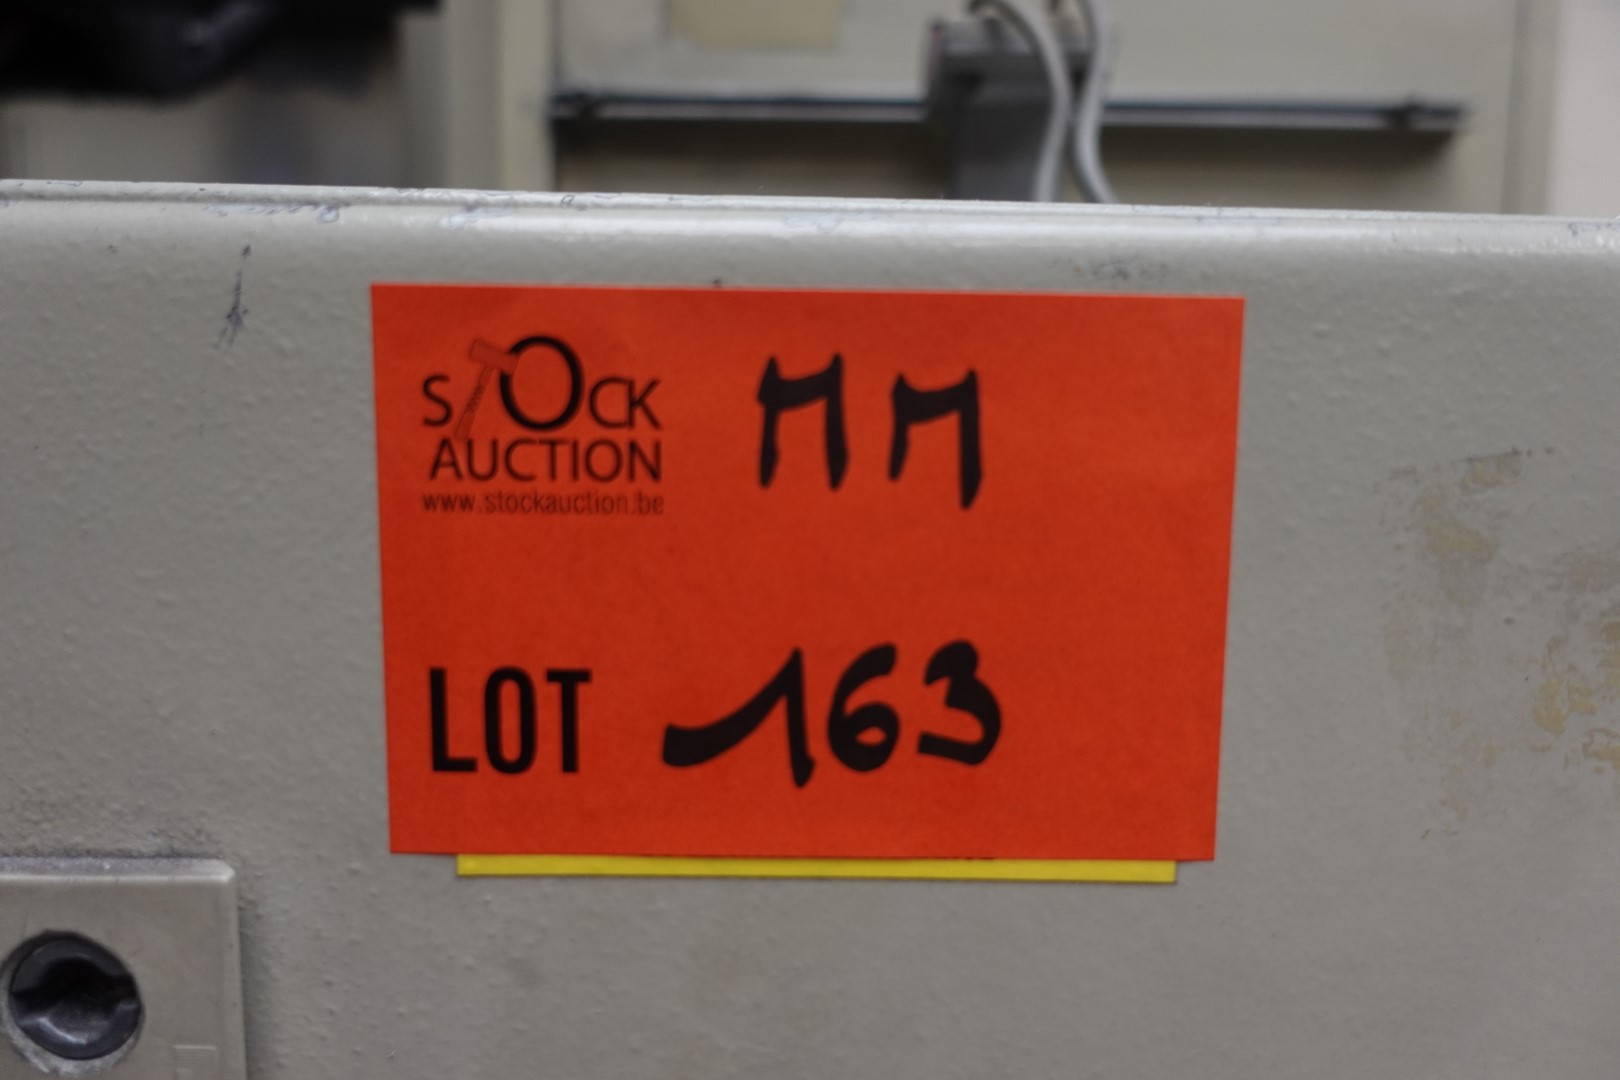 STOCK
AUCTION
www.stockauction.be
MM
LOT 163